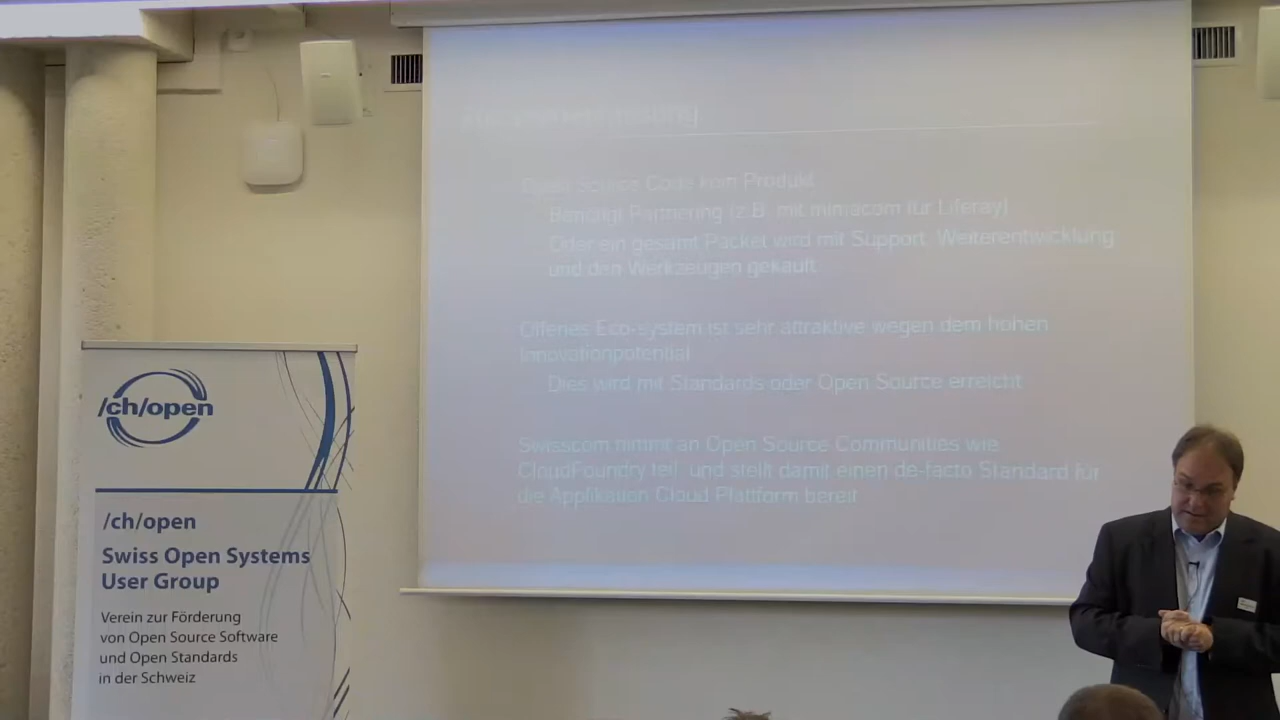 Open Source Code kein Produkt
Benötigt Partnering (z.B. mit mimacom für Liferay)
Oder ein gesamt Packet wird mit Support, Weiterentwicklung
und den Werkzeugen gekauft.
Offenes Eco-system ist sehr attraktive wegen dem hohen
Innovationpotential
Dies wird mit Standards oder Open Source erreicht
Swisscom nimmt an Open Source Communities wie
CloudFoundry teil, und stellt damit einen de-facto Standard für
die Applikation Cloud Plattform bereit
/ch/open
/ch/open
Swiss Open Systems
User Group
Verein zur Förderung
von Open Source Software
und Open Standards
in der Schweiz